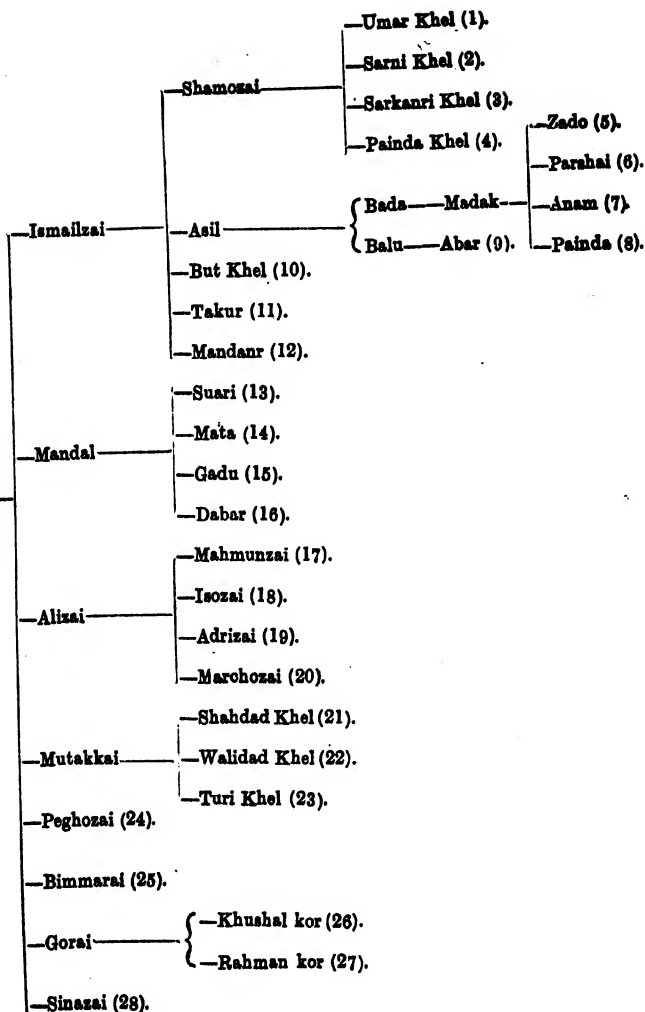 Umar Khel (1).
Sarni Khel (2).
Shamozai
Sarkanri Khel (3).
Zado (5).
Painda Khel (4).
Parshai (6).
Bada Madak Anam (7).
Ismailzai Asil
Balu Abar (9). Painda (8).
But Khel (10).
Takur (11).
Mandanr (12).
Suari (13).
Mata (14).
Mandal
Gadu (15).
Dabar (16).
Mahmunzai (17).
Isozai (18).
Alizai
Adrizai (19).
Marohozai (20).
Shahdad Khel (21).
Mutakkai Walidad Khel (22).
Turi Khel (23).
Peghozai (24).
Bimmarai (25).
Khushal kor (26).
Gorai
Rahman kor (27).
Sinazai (28).